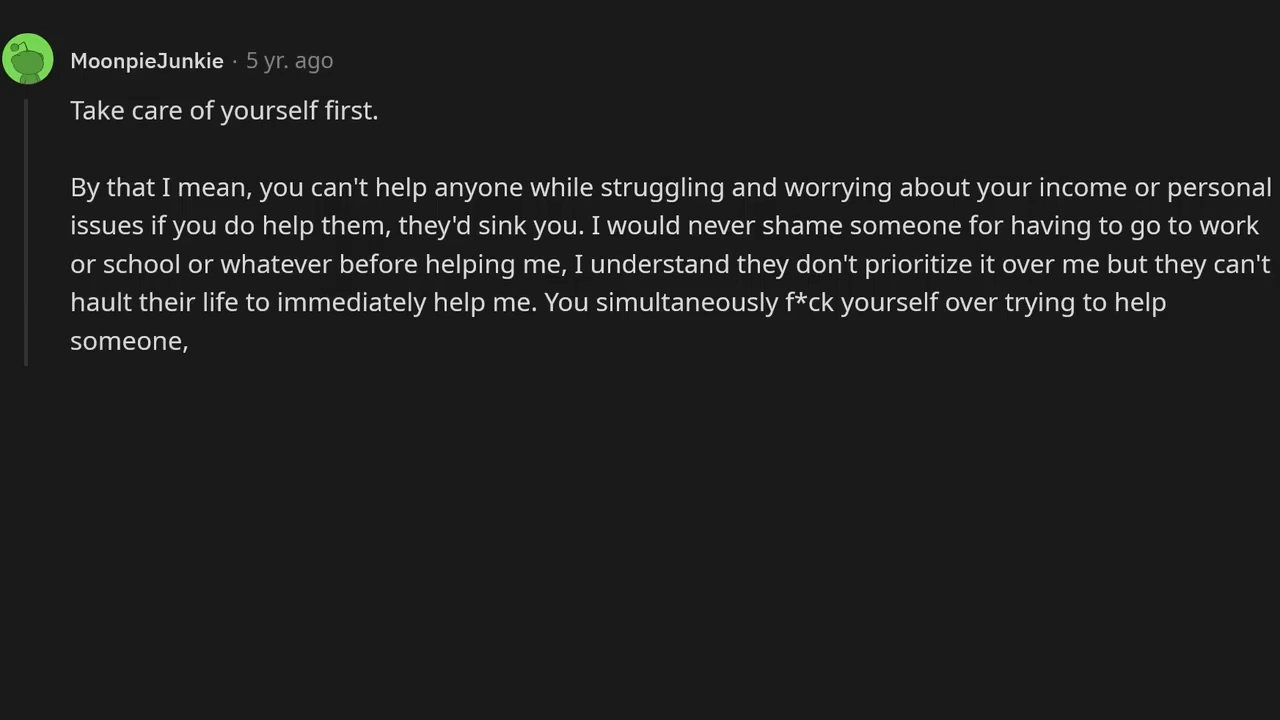 MoonpieJunkie · 5 yr. ago
Take care of yourself first.
By that I mean, you can't help anyone while struggling and worrying about your income or personal
issues if you do help them, they'd sink you. I would never shame someone for having to go to work
or school or whatever before helping me, I understand they don't prioritize it over me but they can't
hault their life to immediately help me. You simultaneously f*ck yourself over trying to help
someone,